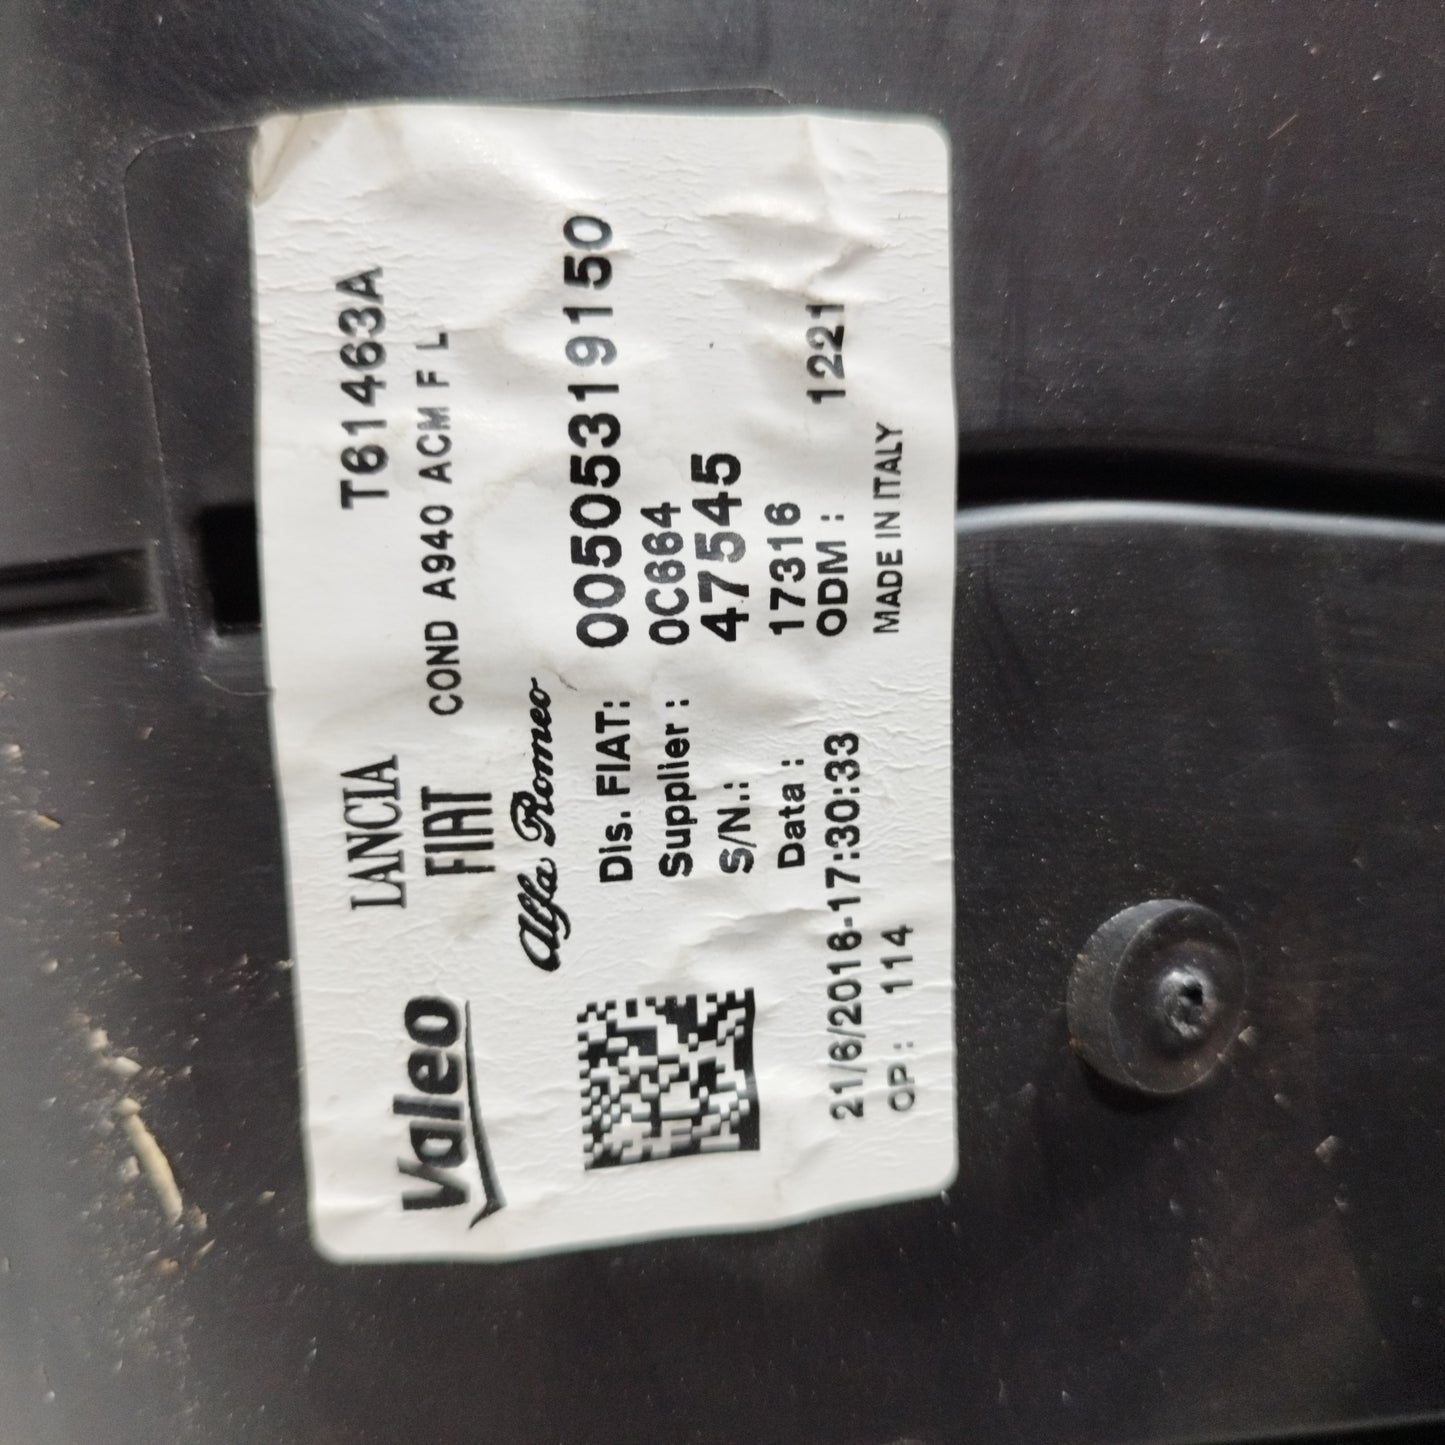 Valeo
LANCIA
FIAT
Alfa Romeo
T61463A
COND A940 ACM F L
Dis. FIAT: 00505319150
Supplier : 0C664
S/N.: 47545
Data : 17316
21/6/2016-17:30:33 ODM : 1221
OP : 114 MADE IN ITALY